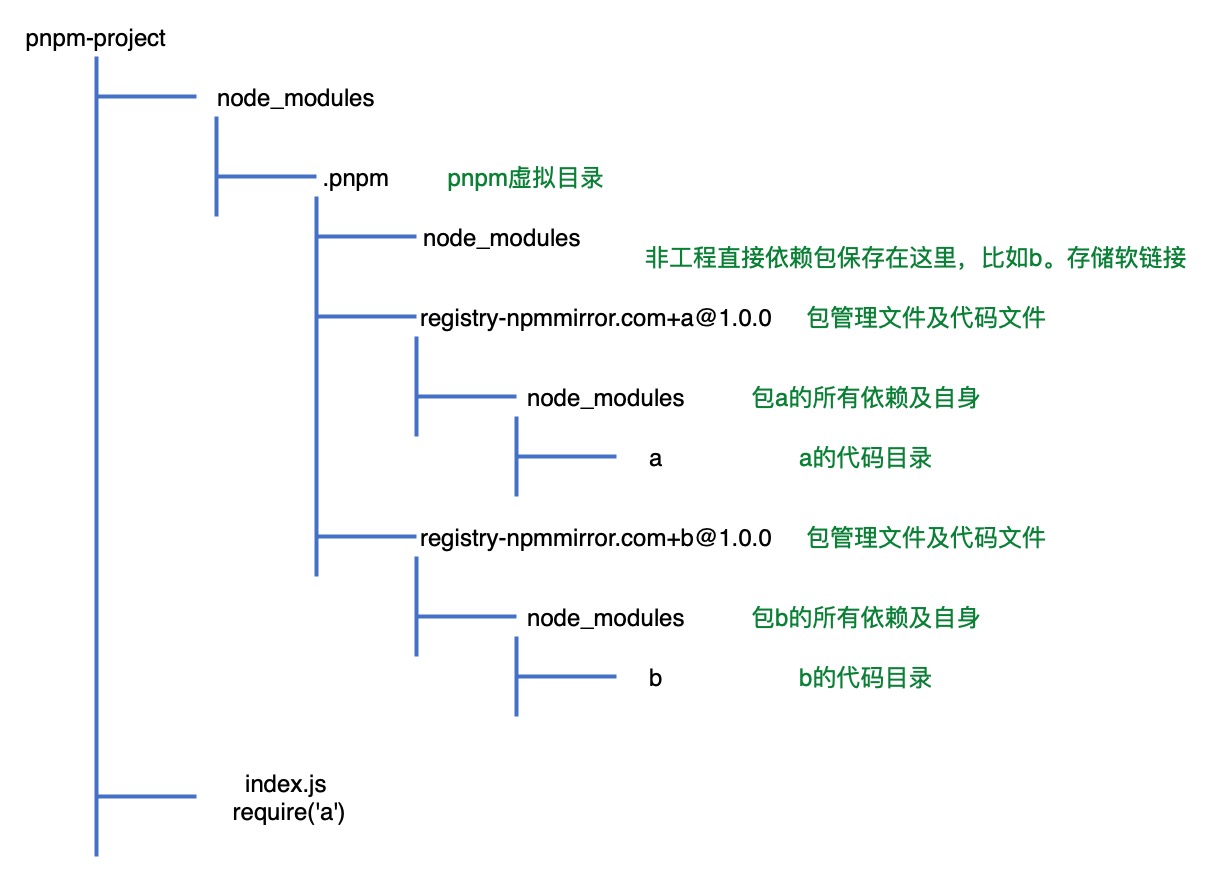 pnpm-project
node_modules
.pnpm pnpm虚拟目录
node_modules
非工程直接依赖包保存在这里，比如b。存储软链接
registry-npmmirror.com+a@1.0.0 包管理文件及代码文件
node_modules 包a的所有依赖及自身
a a的代码目录
registry-npmmirror.com+b@1.0.0 包管理文件及代码文件
node_modules 包b的所有依赖及自身
b b的代码目录
index.js
require('a')